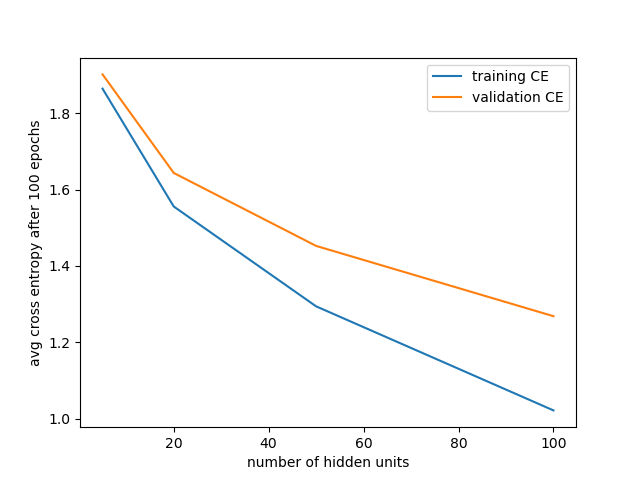 training CE
validation CE
avg cross entropy after 100 epochs
1.8
1.6
1.4
1.2
1.0
20
40
60
80
100
number of hidden units